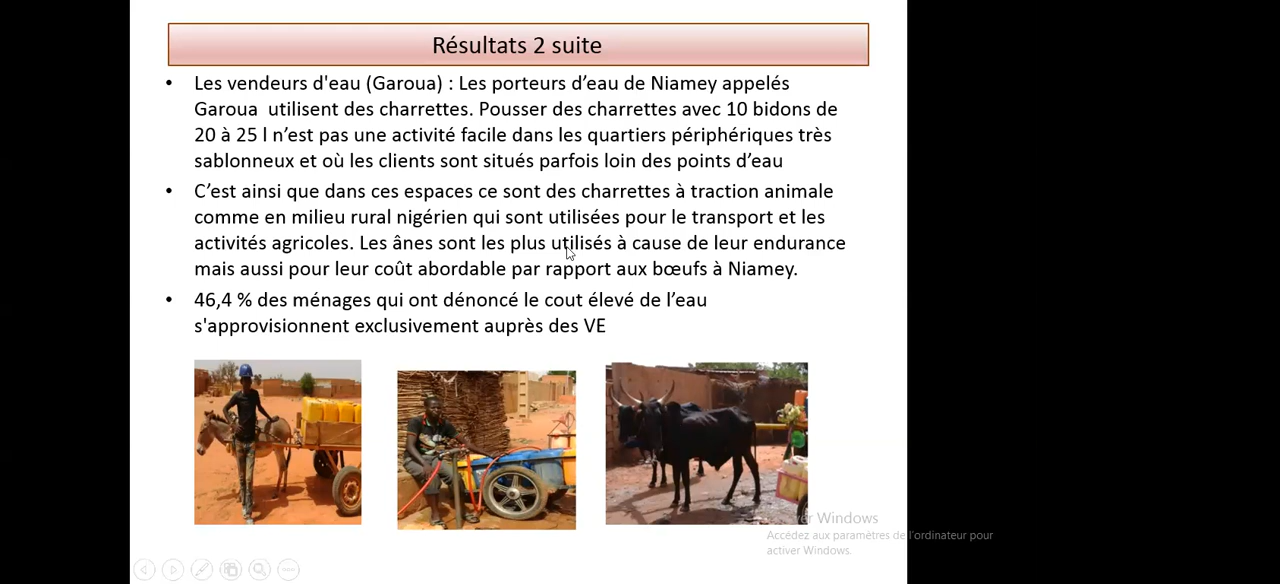 Résultats 2 suite
• Les vendeurs d'eau (Garoua) : Les porteurs d’eau de Niamey appelés
Garoua utilisent des charrettes. Pousser des charrettes avec 10 bidons de
20 à 25 l n’est pas une activité facile dans les quartiers périphériques très
sablonneux et où les clients sont situés parfois loin des points d’eau
• C’est ainsi que dans ces espaces ce sont des charrettes à traction animale
comme en milieu rural nigérien qui sont utilisées pour le transport et les
activités agricoles. Les ânes sont les plus utilisés à cause de leur endurance
mais aussi pour leur coût abordable par rapport aux bœufs à Niamey.
• 46,4 % des ménages qui ont dénoncé le cout élevé de l’eau
s'approvisionnent exclusivement auprès des VE
Windows
Accédez aux paramètres de l'ordinateur pour
activer Windows.